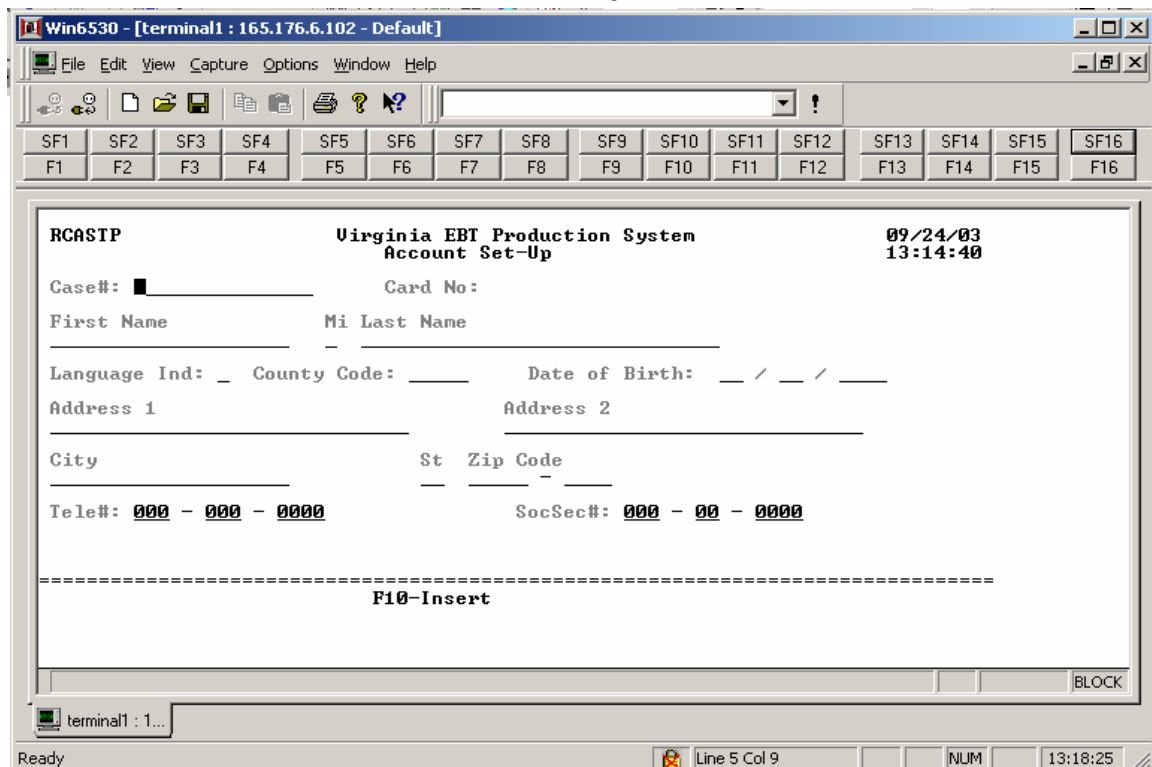 Win6530 - [terminal1 : 165.176.6.102 - Default]
File Edit View Capture Options Window Help
SF1 SF2 SF3 SF4 SF5 SF6 SF7 SF8 SF9 SF10 SF11 SF12 SF13 SF14 SF15 SF16
F1 F2 F3 F4 F5 F6 F7 F8 F9 F10 F11 F12 F13 F14 F15 F16
RCASTP Virginia EBT Production System 09/24/03
Account Set-Up 13:14:40
Case#: Card No:
First Name Mi Last Name
Language Ind: _ County Code: _____ Date of Birth: __ / __ / ____
Address 1 Address 2
City St Zip Code
-
Tele#: 000 - 000 - 0000 SocSec#: 000 - 00 - 0000
================================================================================
F10-Insert
BLOCK
terminal1 : 1...
Ready Line 5 Col 9 NUM 13:18:25